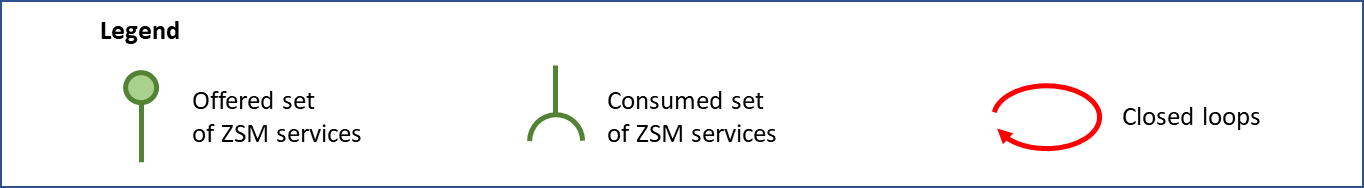 Legend
Offered set
of ZSM services
Consumed set
of ZSM services
Closed loops